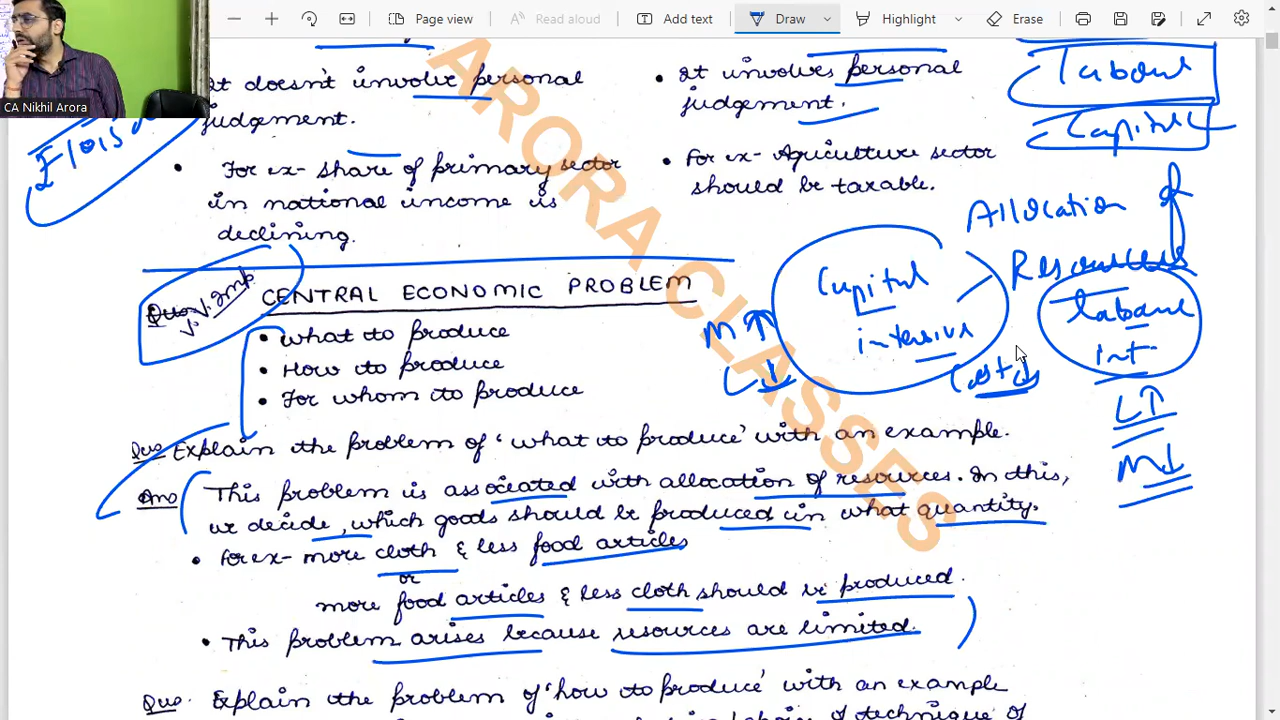 Page view
Read aloud
Add text
Draw
Highlight
Erase
CA Nikhil Arora
It doesn't involve personal
judgement.
• For ex- share of primary sector
in national income is
declining.
• It involves personal
judgement.
• For ex- Agriculture sector
should be taxable.
Labour
Capital
Allocation of
Resources
Capital
intensive
M↑
L↓
Cost↓
labour
int
L↑
M↓
ARORA CLASSES
V.V. Imp
CENTRAL ECONOMIC PROBLEM
• what to produce
• How to produce
• For whom to produce
Que Explain the problem of 'what to produce' with an example.
Ans This problem is associated with allocation of resources. In this,
we decide, which goods should be produced in what quantity.
• For ex- more cloth & less food articles
or
more food articles & less cloth should be produced.
• This problem arises because resources are limited.
Que. Explain the problem of 'how to produce' with an example
choice of technique of